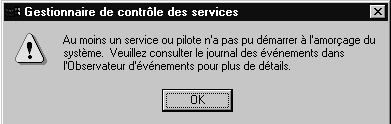 Gestionnaire de contrôle des services
Au moins un service ou pilote n'a pas pu démarrer à l'amorçage du
système. Veuillez consulter le journal des événements dans
l'Observateur d'événements pour plus de détails.
OK